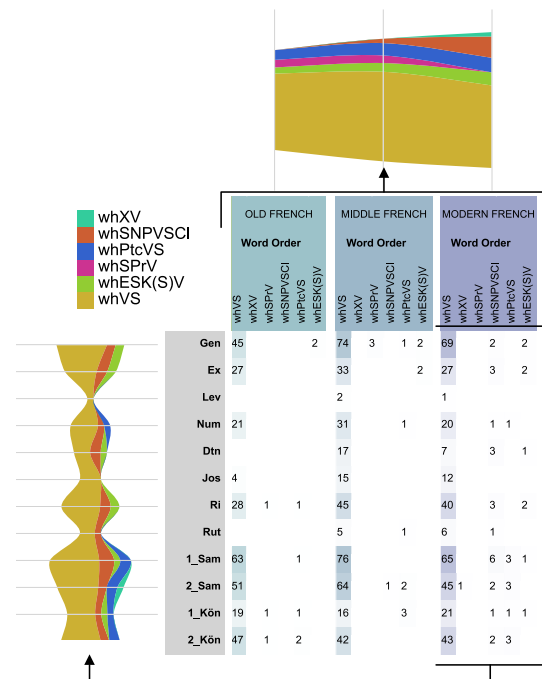 whXV
whSNPVSCl
whPtcVS
whSPrV
whESK(S)V
whVS
OLD FRENCH MIDDLE FRENCH MODERN FRENCH
Word Order Word Order Word Order
whVS whXV whSPrV whSNPVSCl whPtcVS whESK(S)V whVS whXV whSPrV whSNPVSCl whPtcVS whESK(S)V whVS whXV whSPrV whSNPVSCl whPtcVS whESK(S)V
Gen 45 2 74 3 1 2 69 2 2
Ex 27 33 2 27 3 2
Lev 2 1
Num 21 31 1 20 1 1
Dtn 17 7 3 1
Jos 4 15 12
Ri 28 1 1 45 40 3 2
Rut 5 1 6 1
1_Sam 63 1 76 65 6 3 1
2_Sam 51 64 1 2 45 1 2 3
1_Kön 19 1 1 16 3 21 1 1 1
2_Kön 47 1 2 42 43 2 3